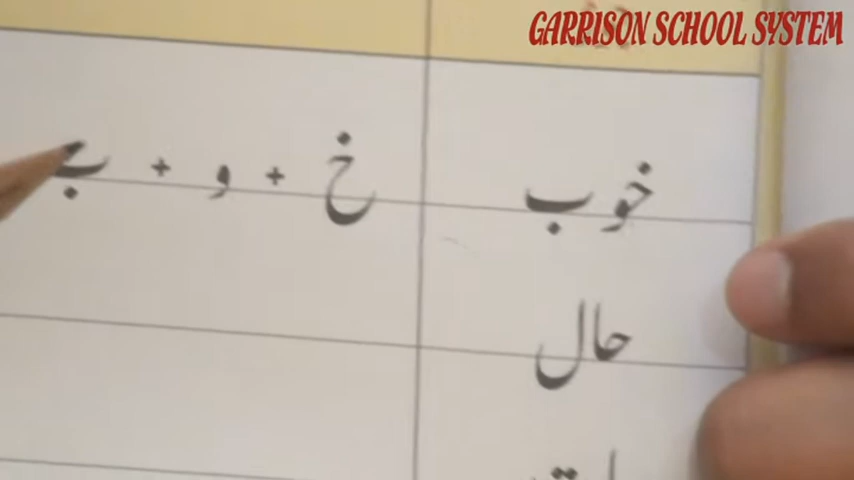 GARRISON SCHOOL SYSTEM
خوب خ + و + ب
حال